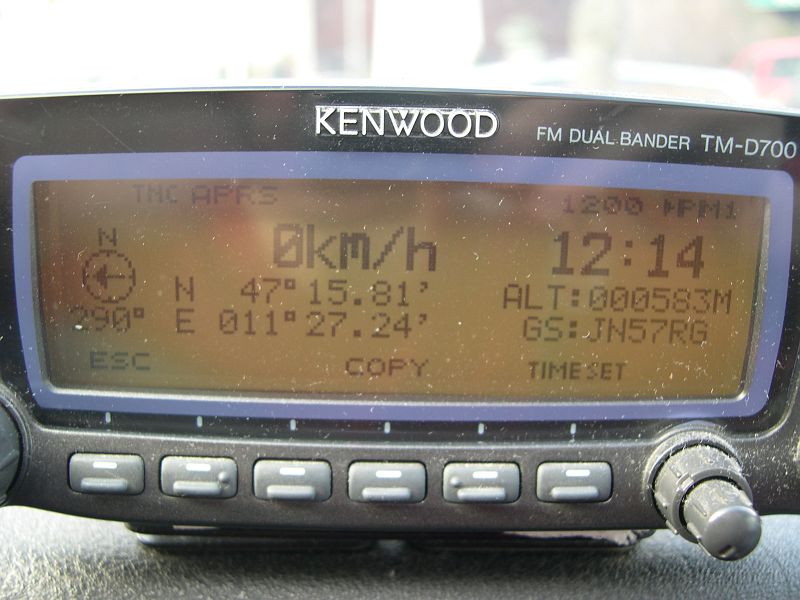 KENWOOD
FM DUAL BANDER TM-D700
TNC APRS
1200
N
0km/h
12:14
N 47°15.81'
ALT:000583M
290° E 011°27.24'
GS:JN57RG
ESC COPY TIMESET